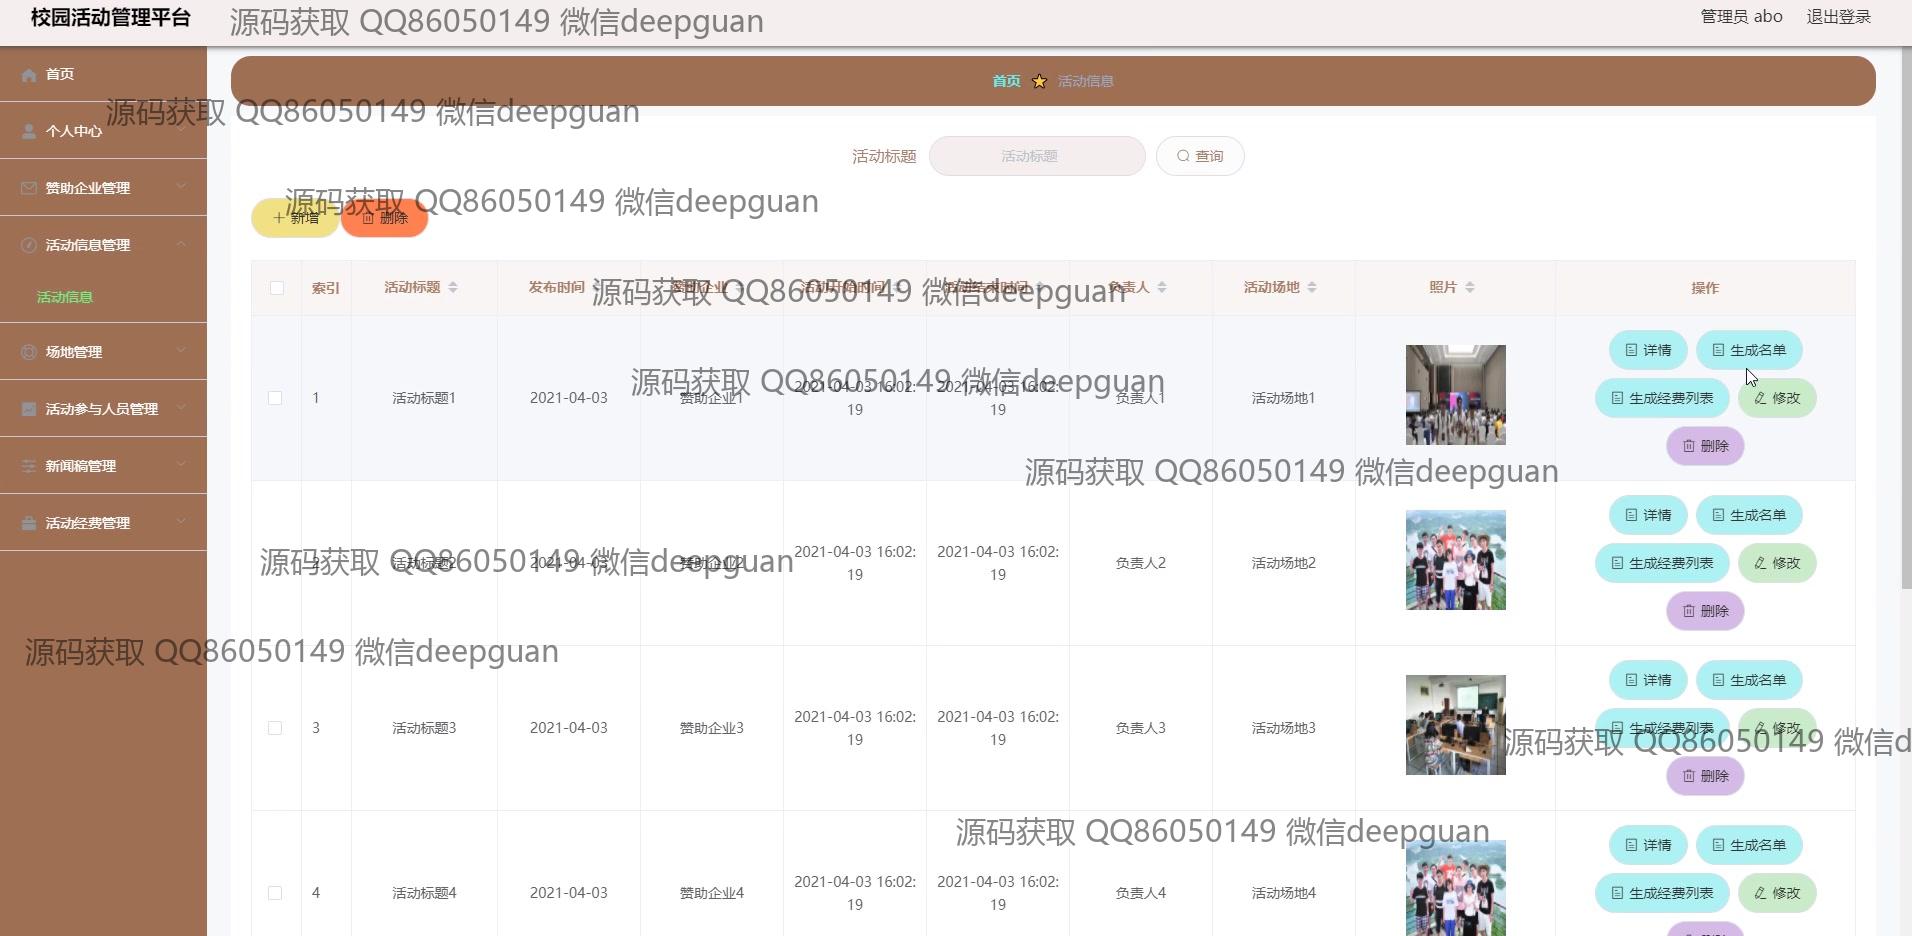 校园活动管理平台
源码获取 QQ86050149 微信deepguan
管理员 abo
退出登录
首页
首页
活动信息
源码获取 QQ86050149 微信deepguan
个人中心
活动标题
活动标题
查询
赞助企业管理
源码获取 QQ86050149 微信deepguan
新增
删除
活动信息管理
活动信息
索引
活动标题
发布时间
赞助企业
活动开始时间
活动结束时间
负责人
活动场地
照片
操作
源码获取 QQ86050149 微信deepguan
场地管理
活动参与人员管理
新闻稿管理
活动经费管理
1
活动标题1
2021-04-03
赞助企业1
2021-04-03 16:02:
19
2021-04-03 16:02:
19
负责人1
活动场地1
详情
生成名单
生成经费列表
修改
删除
源码获取 QQ86050149 微信deepguan
源码获取 QQ86050149 微信deepguan
2
活动标题2
2021-04-03
赞助企业2
2021-04-03 16:02:
19
2021-04-03 16:02:
19
负责人2
活动场地2
详情
生成名单
生成经费列表
修改
删除
源码获取 QQ86050149 微信deepguan
源码获取 QQ86050149 微信deepguan
3
活动标题3
2021-04-03
赞助企业3
2021-04-03 16:02:
19
2021-04-03 16:02:
19
负责人3
活动场地3
详情
生成名单
生成经费列表
修改
删除
源码获取 QQ86050149 微信d
源码获取 QQ86050149 微信deepguan
4
活动标题4
2021-04-03
赞助企业4
2021-04-03 16:02:
19
2021-04-03 16:02:
19
负责人4
活动场地4
详情
生成名单
生成经费列表
修改